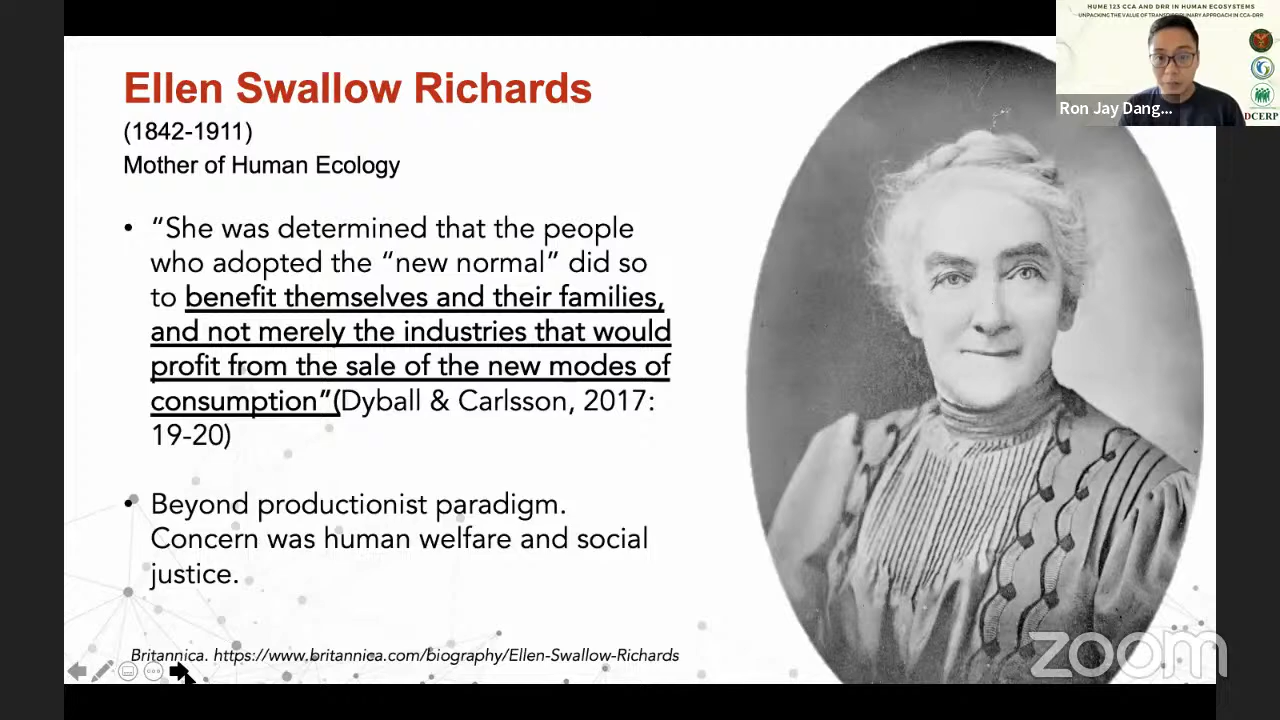 HUME 123 CCA AND DRR IN HUMAN ECOSYSTEMS
UNPACKING THE VALUE OF TRANSDISCIPLINARY APPROACH IN CCA-DRR
Ron Jay Dang...
DCERP
Ellen Swallow Richards
(1842-1911)
Mother of Human Ecology
• “She was determined that the people
who adopted the “new normal” did so
to benefit themselves and their families,
and not merely the industries that would
profit from the sale of the new modes of
consumption”(Dyball & Carlsson, 2017:
19-20)
• Beyond productionist paradigm.
Concern was human welfare and social
justice.
Britannica. https://www.britannica.com/biography/Ellen-Swallow-Richards
zoom